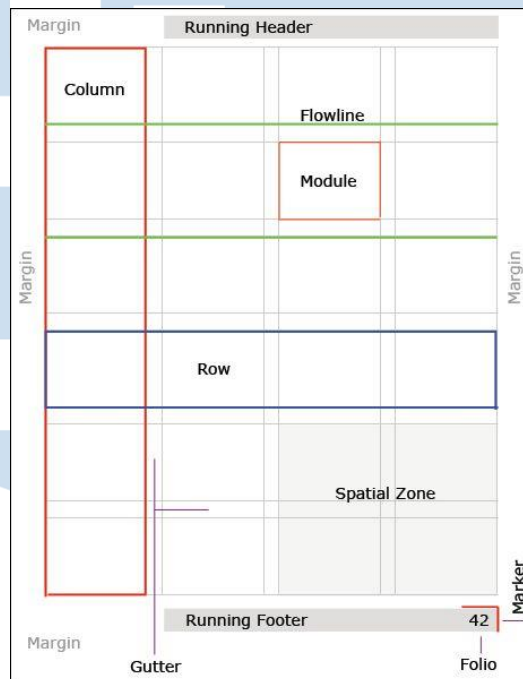 Margin
Running Header
Column
Flowline
Module
Margin
Margin
Row
Spatial Zone
Marker
Running Footer
42
Margin
Gutter
Folio